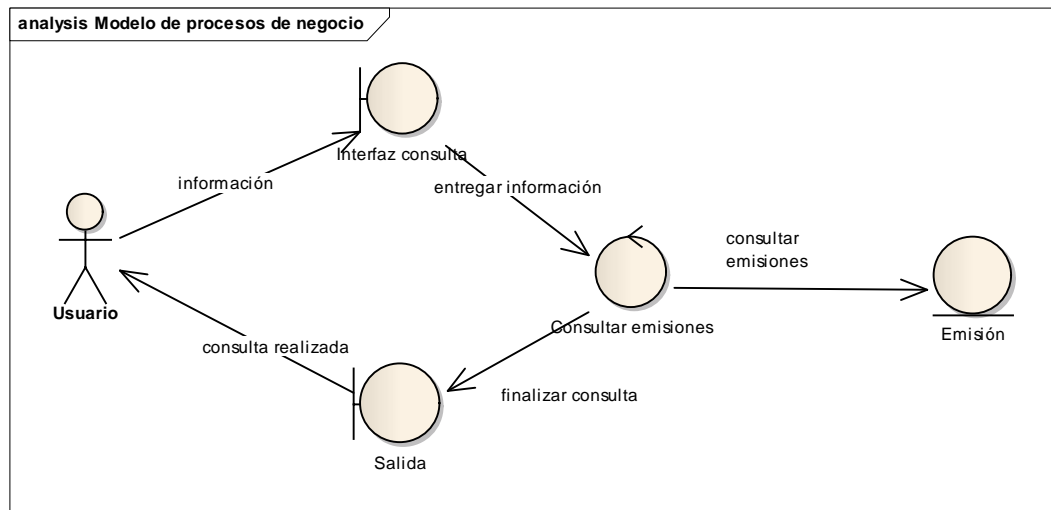 analysis Modelo de procesos de negocio
Interfaz consulta
información
entregar información
consultar
emisiones
Usuario
Consultar emisiones
Emisión
consulta realizada
finalizar consulta
Salida